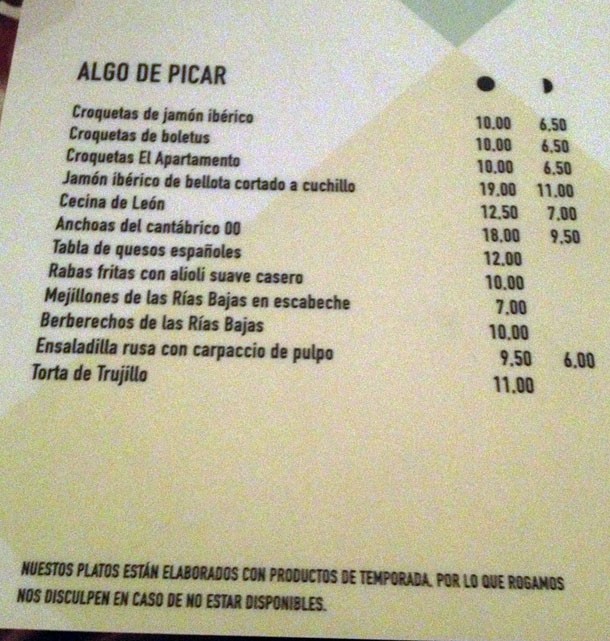 ALGO DE PICAR
Croquetas de jamón ibérico 10.00 6.50
Croquetas de boletus 10.00 6.50
Croquetas El Apartamento 10.00 6.50
Jamón ibérico de bellota cortado a cuchillo 19.00 11.00
Cecina de León 12.50 7.00
Anchoas del cantábrico 00 18.00 9.50
Tabla de quesos españoles 12.00
Rabas fritas con alioli suave casero 10.00
Mejillones de las Rías Bajas en escabeche 7.00
Berberechos de las Rías Bajas 10.00
Ensaladilla rusa con carpaccio de pulpo 9.50 6.00
Torta de Trujillo 11.00
NUESTOS PLATOS ESTÁN ELABORADOS CON PRODUCTOS DE TEMPORADA. POR LO QUE ROGAMOS
NOS DISCULPEN EN CASO DE NO ESTAR DISPONIBLES.